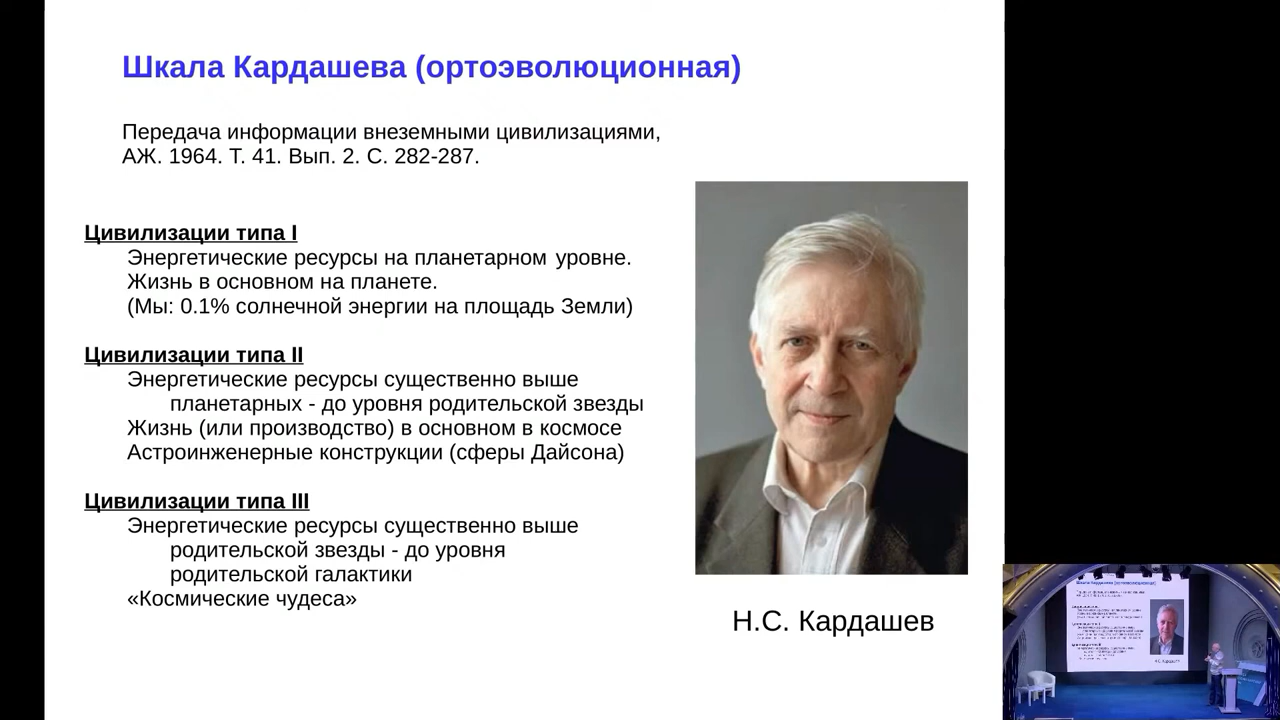 Шкала Кардашева (ортоэволюционная)
Передача информации внеземными цивилизациями,
АЖ. 1964. Т. 41. Вып. 2. С. 282-287.
Цивилизации типа I
Энергетические ресурсы на планетарном уровне.
Жизнь в основном на планете.
(Мы: 0.1% солнечной энергии на площадь Земли)
Цивилизации типа II
Энергетические ресурсы существенно выше
планетарных - до уровня родительской звезды
Жизнь (или производство) в основном в космосе
Астроинженерные конструкции (сферы Дайсона)
Цивилизации типа III
Энергетические ресурсы существенно выше
родительской звезды - до уровня
родительской галактики
«Космические чудеса»
Н.С. Кардашев